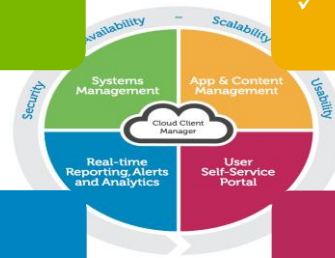 Availability
–
Scalability
Security
Usability
Systems
Management
App & Content
Management
Cloud Client
Manager
Real-time
Reporting, Alerts
and Analytics
User
Self-Service
Portal